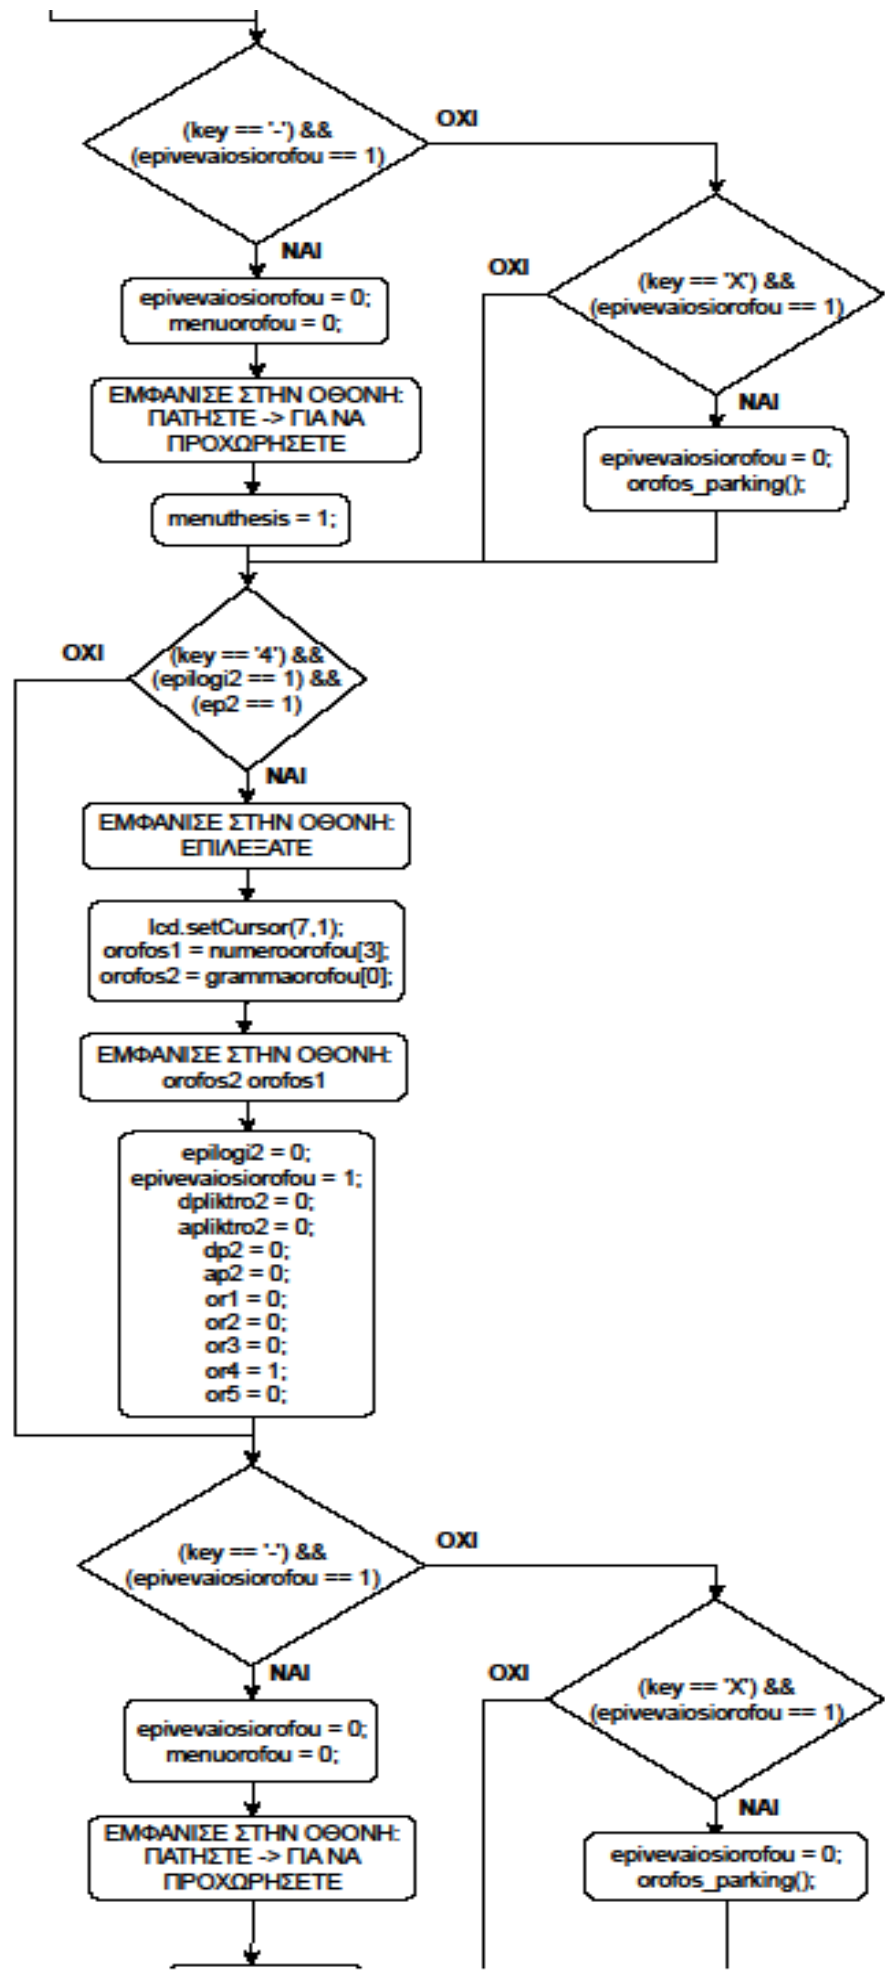 (key == '-') &&
(epivevaiosiorofou == 1)
ΟΧΙ
ΝΑΙ
(key == 'X') &&
(epivevaiosiorofou == 1)
ΟΧΙ
ΝΑΙ
epivevaiosiorofou = 0;
menuorofou = 0;
ΕΜΦΑΝΙΣΕ ΣΤΗΝ ΟΘΟΝΗ:
ΠΑΤΗΣΤΕ -> ΓΙΑ ΝΑ
ΠΡΟΧΩΡΗΣΕΤΕ
epivevaiosiorofou = 0;
orofos_parking();
menuthesis = 1;
ΟΧΙ
(key == '4') &&
(epilogi2 == 1) &&
(ep2 == 1)
ΝΑΙ
ΕΜΦΑΝΙΣΕ ΣΤΗΝ ΟΘΟΝΗ:
ΕΠΙΛΕΞΑΤΕ
lcd.setCursor(7,1);
orofos1 = numeroorofou[3];
orofos2 = grammaorofou[0];
ΕΜΦΑΝΙΣΕ ΣΤΗΝ ΟΘΟΝΗ:
orofos2 orofos1
epilogi2 = 0;
epivevaiosiorofou = 1;
dpliktro2 = 0;
apliktro2 = 0;
dp2 = 0;
ap2 = 0;
or1 = 0;
or2 = 0;
or3 = 0;
or4 = 1;
or5 = 0;
(key == '-') &&
(epivevaiosiorofou == 1)
ΟΧΙ
ΝΑΙ
(key == 'X') &&
(epivevaiosiorofou == 1)
ΟΧΙ
ΝΑΙ
epivevaiosiorofou = 0;
menuorofou = 0;
ΕΜΦΑΝΙΣΕ ΣΤΗΝ ΟΘΟΝΗ:
ΠΑΤΗΣΤΕ -> ΓΙΑ ΝΑ
ΠΡΟΧΩΡΗΣΕΤΕ
epivevaiosiorofou = 0;
orofos_parking();